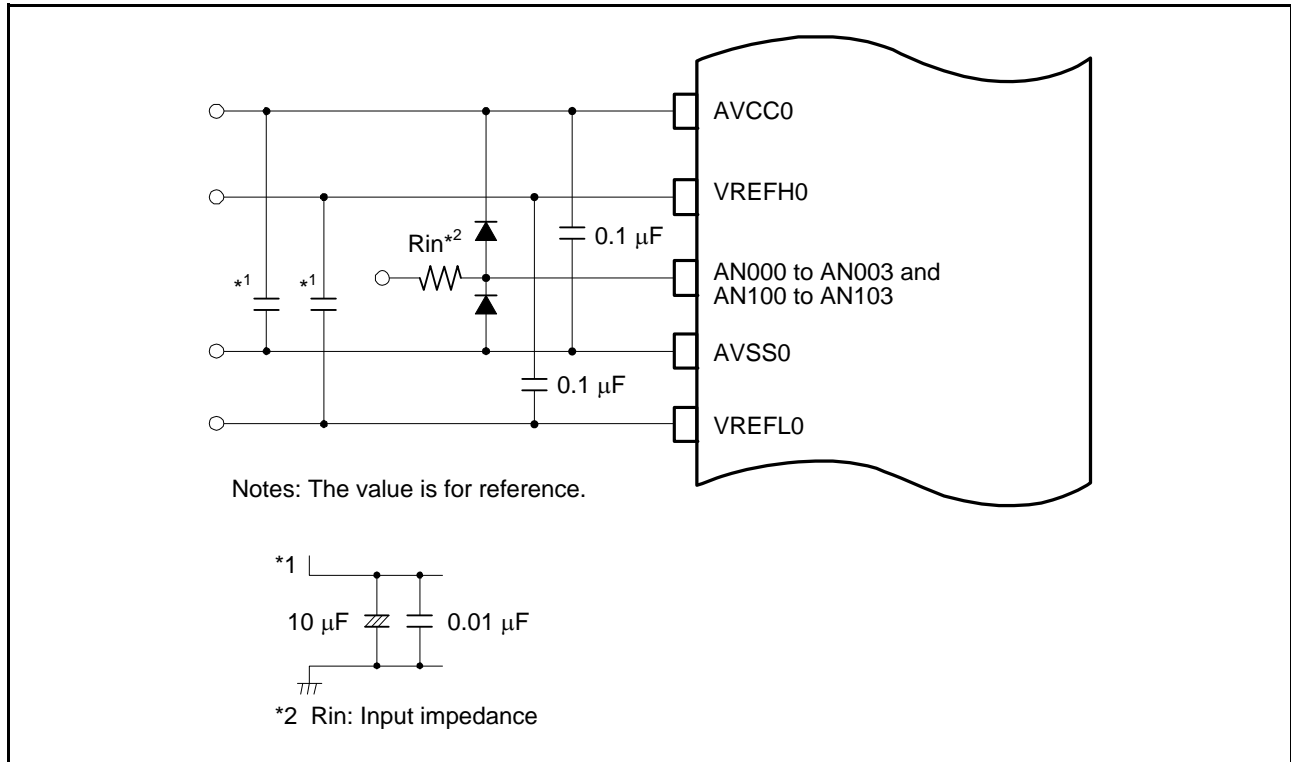 AVCC0
VREFH0
Rin*2
0.1 μF
AN000 to AN003 and
AN100 to AN103
*1
*1
AVSS0
0.1 μF
VREFL0
Notes: The value is for reference.
*1
10 μF
0.01 μF
*2 Rin: Input impedance